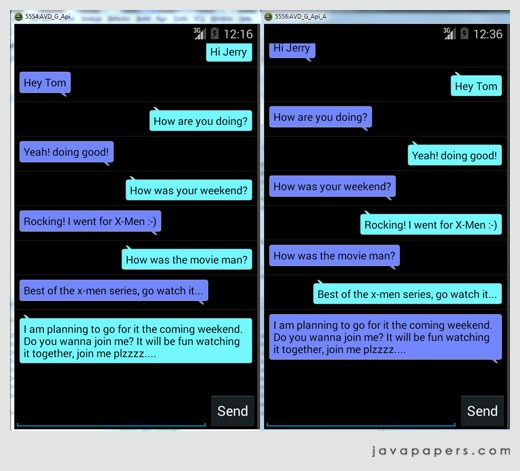 5554:AVD_G_Api_
3G 12:16
Hi Jerry
Hey Tom
How are you doing?
Yeah! doing good!
How was your weekend?
Rocking! I went for X-Men :-)
How was the movie man?
Best of the x-men series, go watch it...
I am planning to go for it the coming weekend.
Do you wanna join me? It will be fun watching
it together, join me plzzzz....
Send
5556:AVD_G_Api_A
3G 12:36
Hi Jerry
Hey Tom
How are you doing?
Yeah! doing good!
How was your weekend?
Rocking! I went for X-Men :-)
How was the movie man?
Best of the x-men series, go watch it...
I am planning to go for it the coming weekend.
Do you wanna join me? It will be fun watching
it together, join me plzzzz....
Send
javapapers.com